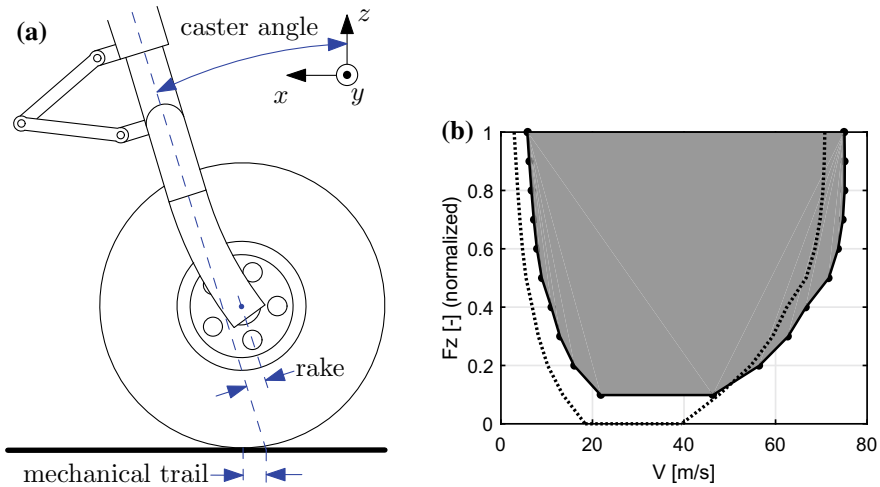 (a)
caster angle
z
x
y
rake
mechanical trail
(b)
1
0.8
0.6
0.4
0.2
0
Fz [-] (normalized)
0 20 40 60 80
V [m/s]